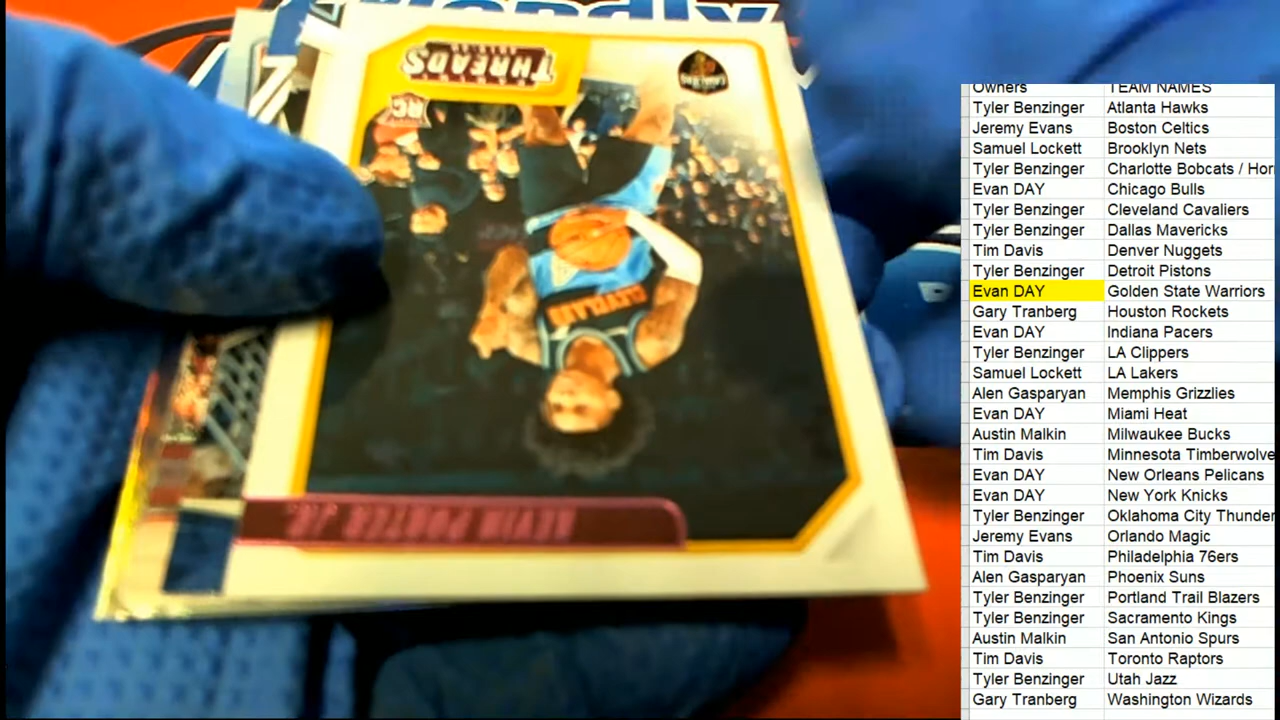 THREADS
RC
CLEVELAND
KEVIN PORTER JR.
Owners TEAM NAMES
Tyler Benzinger Atlanta Hawks
Jeremy Evans Boston Celtics
Samuel Lockett Brooklyn Nets
Tyler Benzinger Charlotte Bobcats / Hor
Evan DAY Chicago Bulls
Tyler Benzinger Cleveland Cavaliers
Tyler Benzinger Dallas Mavericks
Tim Davis Denver Nuggets
Tyler Benzinger Detroit Pistons
Evan DAY Golden State Warriors
Gary Tranberg Houston Rockets
Evan DAY Indiana Pacers
Tyler Benzinger LA Clippers
Samuel Lockett LA Lakers
Alen Gasparyan Memphis Grizzlies
Evan DAY Miami Heat
Austin Malkin Milwaukee Bucks
Tim Davis Minnesota Timberwolve
Evan DAY New Orleans Pelicans
Evan DAY New York Knicks
Tyler Benzinger Oklahoma City Thunder
Jeremy Evans Orlando Magic
Tim Davis Philadelphia 76ers
Alen Gasparyan Phoenix Suns
Tyler Benzinger Portland Trail Blazers
Tyler Benzinger Sacramento Kings
Austin Malkin San Antonio Spurs
Tim Davis Toronto Raptors
Tyler Benzinger Utah Jazz
Gary Tranberg Washington Wizards